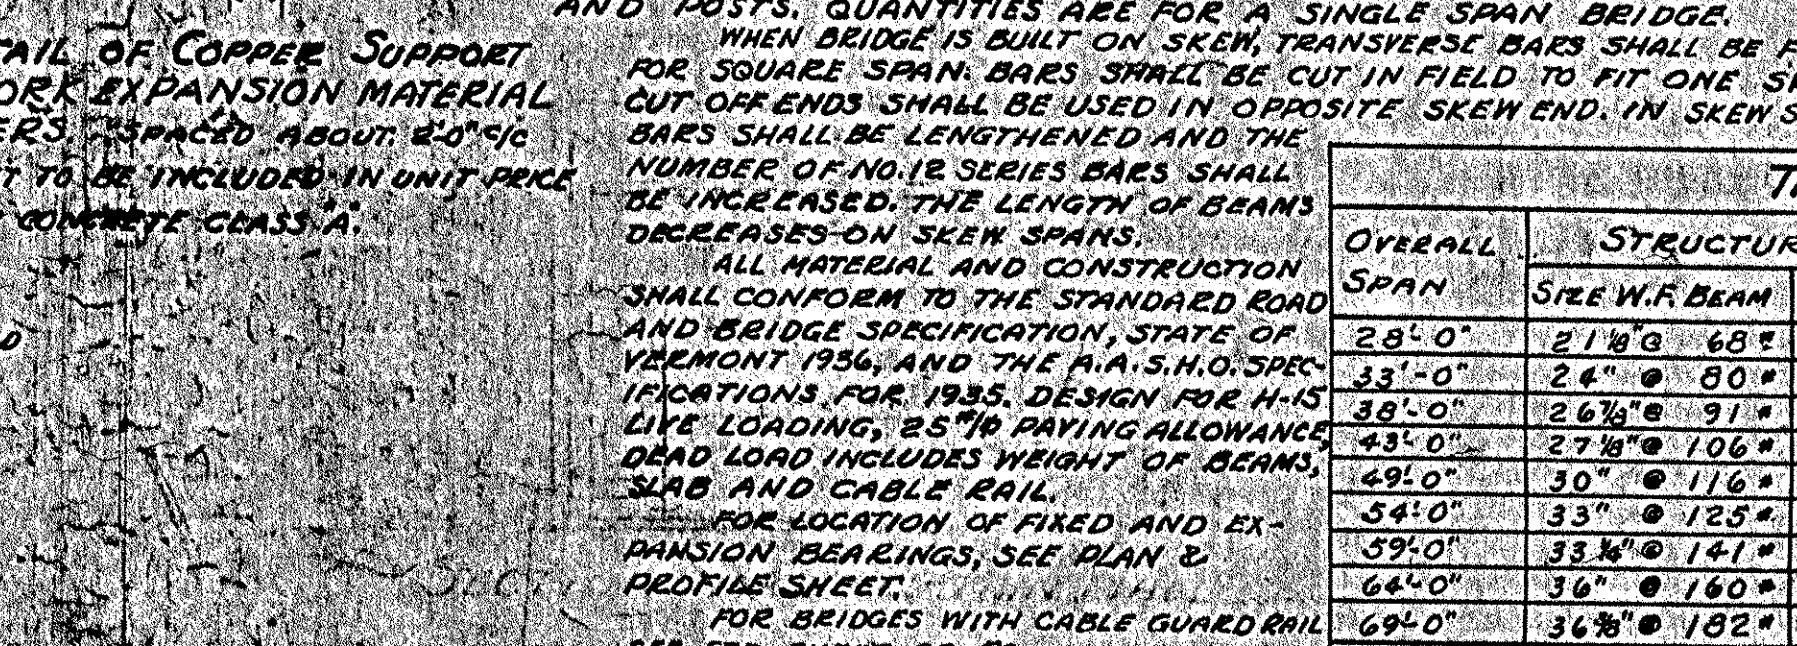 TAIL OF COPPER SUPPORT
ORK EXPANSION MATERIAL
ERS SPACED ABOUT 2'-0" C/C
T TO BE INCLUDED IN UNIT PRICE
CONCRETE CLASS "A".
D
AND POSTS. QUANTITIES ARE FOR A SINGLE SPAN BRIDGE.
WHEN BRIDGE IS BUILT ON SKEW, TRANSVERSE BARS SHALL BE F
FOR SQUARE SPAN. BARS SHALL BE CUT IN FIELD TO FIT ONE SK
CUT OFF ENDS SHALL BE USED IN OPPOSITE SKEW END. IN SKEW S
BARS SHALL BE LENGTHENED AND THE
NUMBER OF NO. 12 SERIES BARS SHALL
BE INCREASED. THE LENGTH OF BEAMS
DECREASES ON SKEW SPANS.
ALL MATERIAL AND CONSTRUCTION
SHALL CONFORM TO THE STANDARD ROAD
AND BRIDGE SPECIFICATION, STATE OF
VERMONT 1936, AND THE A.A.S.H.O. SPEC-
IFICATIONS FOR 1935. DESIGN FOR H-15
LIVE LOADING, 25#/ϕ PAVING ALLOWANCE,
DEAD LOAD INCLUDES WEIGHT OF BEAMS,
SLAB AND CABLE RAIL.
FOR LOCATION OF FIXED AND EX-
PANSION BEARINGS, SEE PLAN &
PROFILE SHEET.
FOR BRIDGES WITH CABLE GUARD RAIL
TA
OVERALL SPAN STRUCTUR
SIZE W.F. BEAM
28'-0" 21 1/8" @ 68#
33'-0" 24" @ 80#
38'-0" 26 7/8" @ 91#
43'-0" 27 1/8" @ 106#
49'-0" 30" @ 116#
54'-0" 33" @ 125#
59'-0" 33 1/4" @ 141#
64'-0" 36" @ 160#
69'-0" 36 3/8" @ 182#